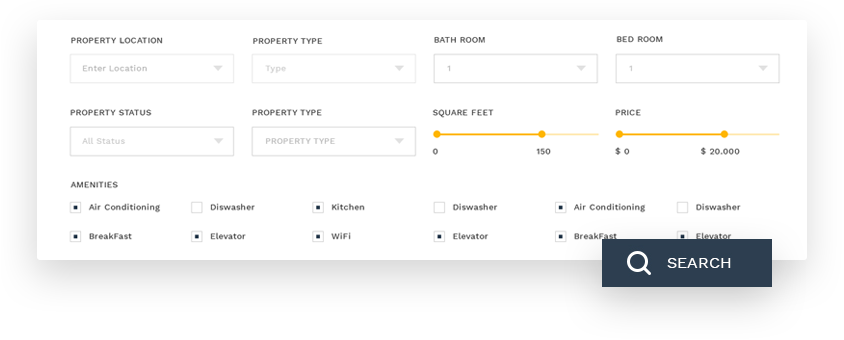 PROPERTY LOCATION PROPERTY TYPE BATH ROOM BED ROOM
Enter Location Type 1 1
PROPERTY STATUS PROPERTY TYPE SQUARE FEET PRICE
All Status PROPERTY TYPE
0 150 $ 0 $ 20.000
AMENITIES
Air Conditioning Diswasher Kitchen Diswasher Air Conditioning Diswasher
BreakFast Elevator WiFi Elevator BreakFast Elevator
SEARCH